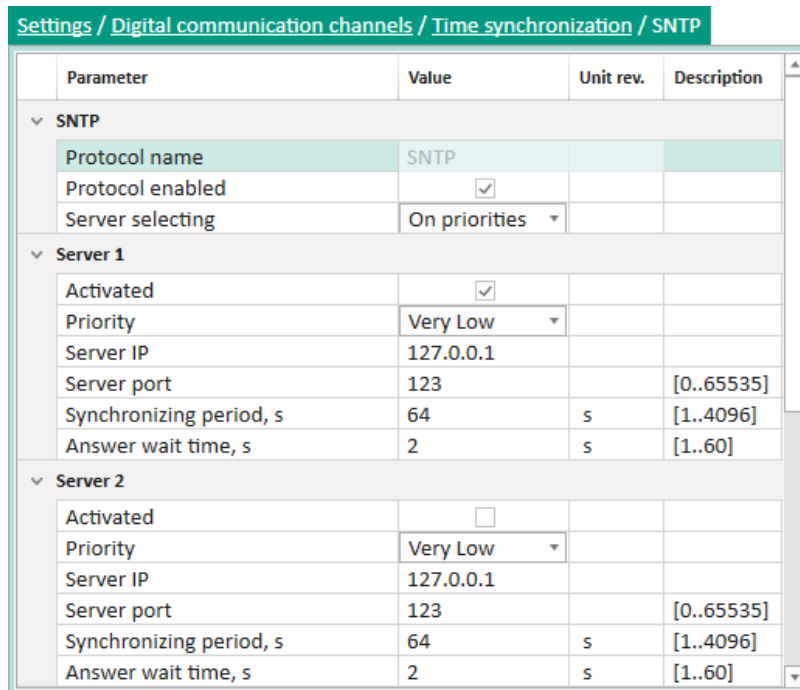 Settings / Digital communication channels / Time synchronization / SNTP
Parameter Value Unit rev. Description
SNTP
Protocol name SNTP
Protocol enabled
Server selecting On priorities
Server 1
Activated
Priority Very Low
Server IP 127.0.0.1
Server port 123 [0..65535]
Synchronizing period, s 64 s [1..4096]
Answer wait time, s 2 s [1..60]
Server 2
Activated
Priority Very Low
Server IP 127.0.0.1
Server port 123 [0..65535]
Synchronizing period, s 64 s [1..4096]
Answer wait time, s 2 s [1..60]